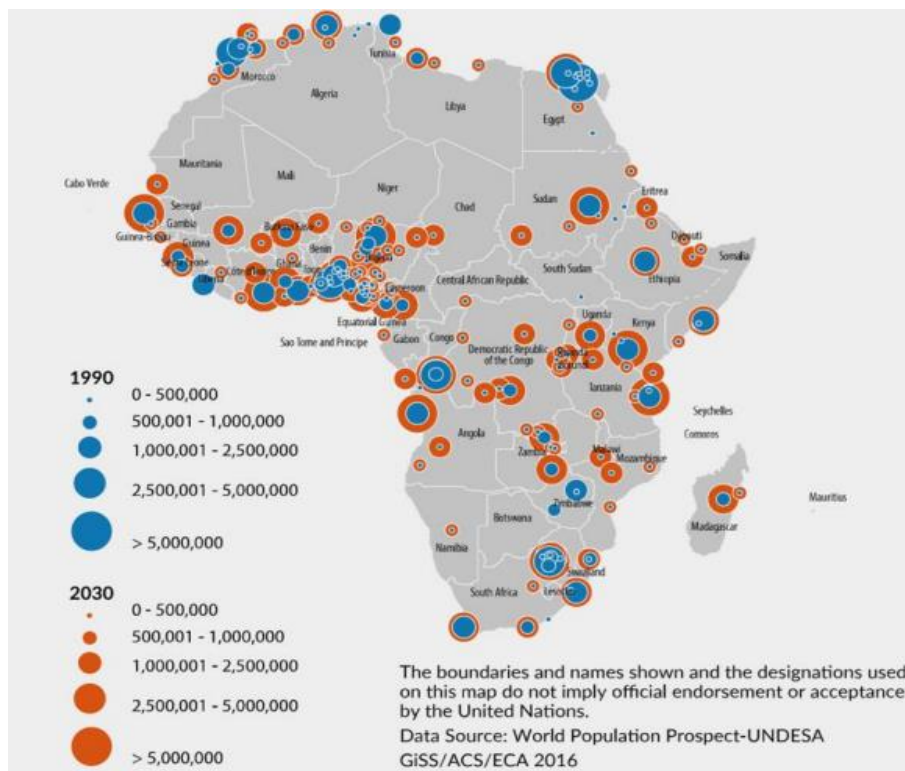 Tunisia
Morocco
Algeria
Libya
Egypt
Mauritania
Mali
Niger
Cabo Verde
Chad
Sudan
Eritrea
Senegal
Gambia
Guinea-Bissau
Guinea
Burkina Faso
Benin
Djibouti
Somalia
Sierra Leone
Liberia
Côte d'Ivoire
Togo
Nigeria
Central African Republic
South Sudan
Ethiopia
Cameroon
Equatorial Guinea
Sao Tome and Principe
Gabon
Congo
Democratic Republic
of the Congo
Uganda
Kenya
Rwanda
Burundi
Tanzania
Seychelles
Comoros
Angola
Zambia
Malawi
Mozambique
Zimbabwe
Madagascar
Mauritius
Botswana
Namibia
Swaziland
South Africa
Lesotho
1990
0 - 500,000
500,001 - 1,000,000
1,000,001 - 2,500,000
2,500,001 - 5,000,000
> 5,000,000
2030
0 - 500,000
500,001 - 1,000,000
1,000,001 - 2,500,000
2,500,001 - 5,000,000
> 5,000,000
The boundaries and names shown and the designations used
on this map do not imply official endorsement or acceptance
by the United Nations.
Data Source: World Population Prospect-UNDESA
GiSS/ACS/ECA 2016